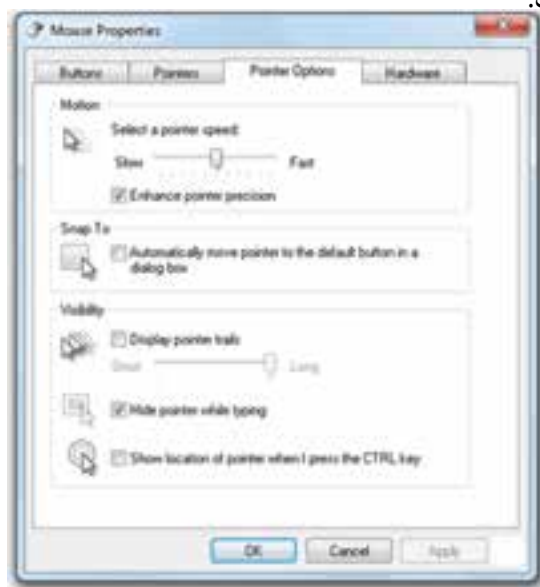 Mouse Properties
Buttons Pointers Pointer Options Hardware
Motion
Select a pointer speed:
Slow Fast
Enhance pointer precision
Snap To
Automatically move pointer to the default button in a
dialog box
Visibility
Display pointer trails
Short Long
Hide pointer while typing
Show location of pointer when I press the CTRL key
OK Cancel Apply